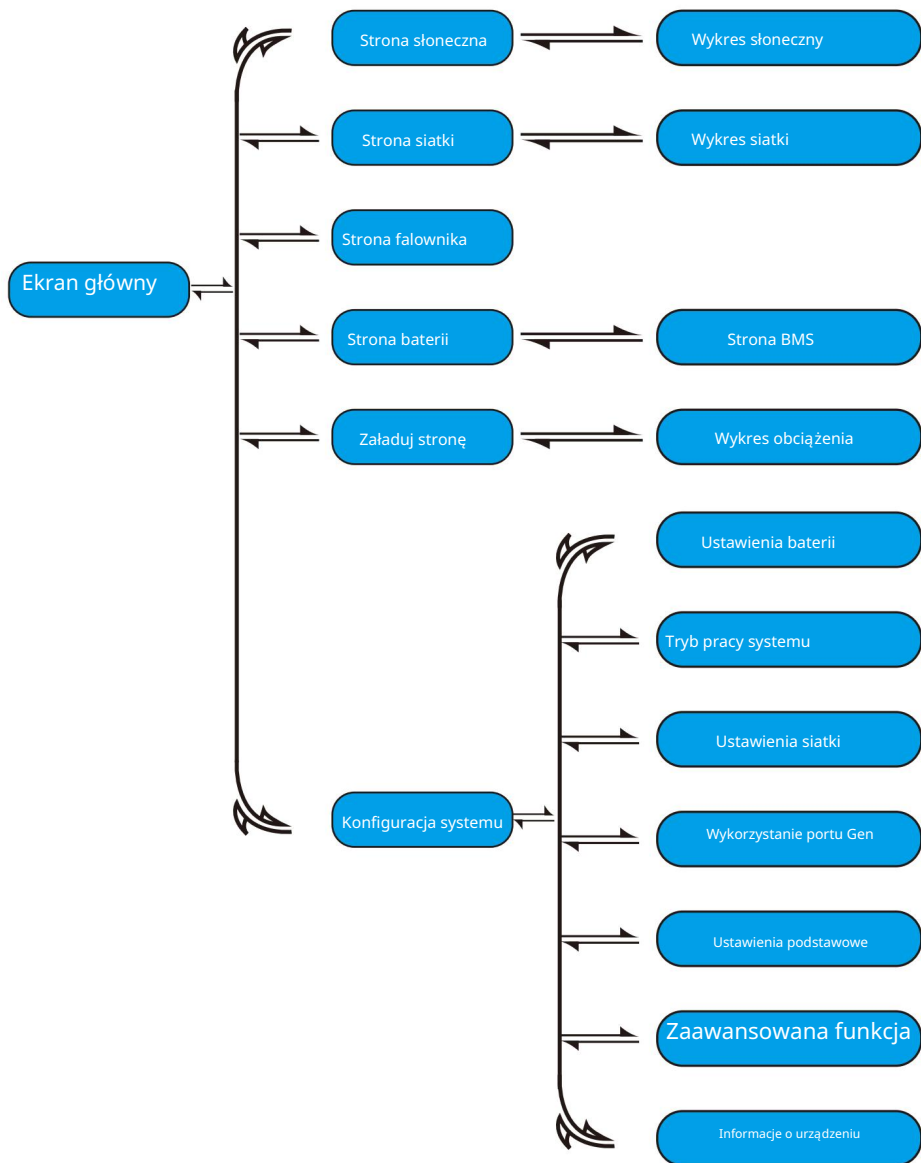 Strona słoneczna
Wykres słoneczny
Strona siatki
Wykres siatki
Strona falownika
Ekran główny
Strona baterii
Strona BMS
Załaduj stronę
Wykres obciążenia
Ustawienia baterii
Tryb pracy systemu
Ustawienia siatki
Konfiguracja systemu
Wykorzystanie portu Gen
Ustawienia podstawowe
Zaawansowana funkcja
Informacje o urządzeniu